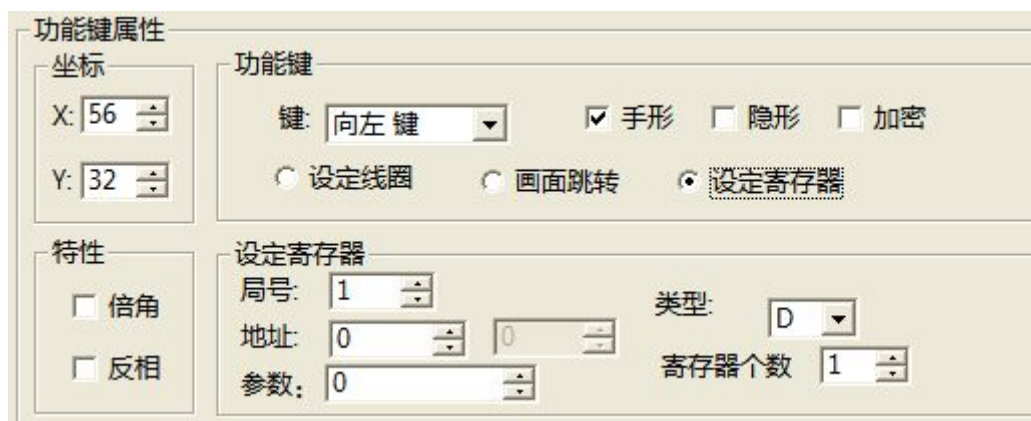 功能键属性
坐标
X: 56
Y: 32
功能键
键: 向左 键 手形 隐形 加密
设定线圈 画面跳转 设定寄存器
特性
倍角
反相
设定寄存器
局号: 1
类型: D
地址: 0 0
寄存器个数 1
参数: 0